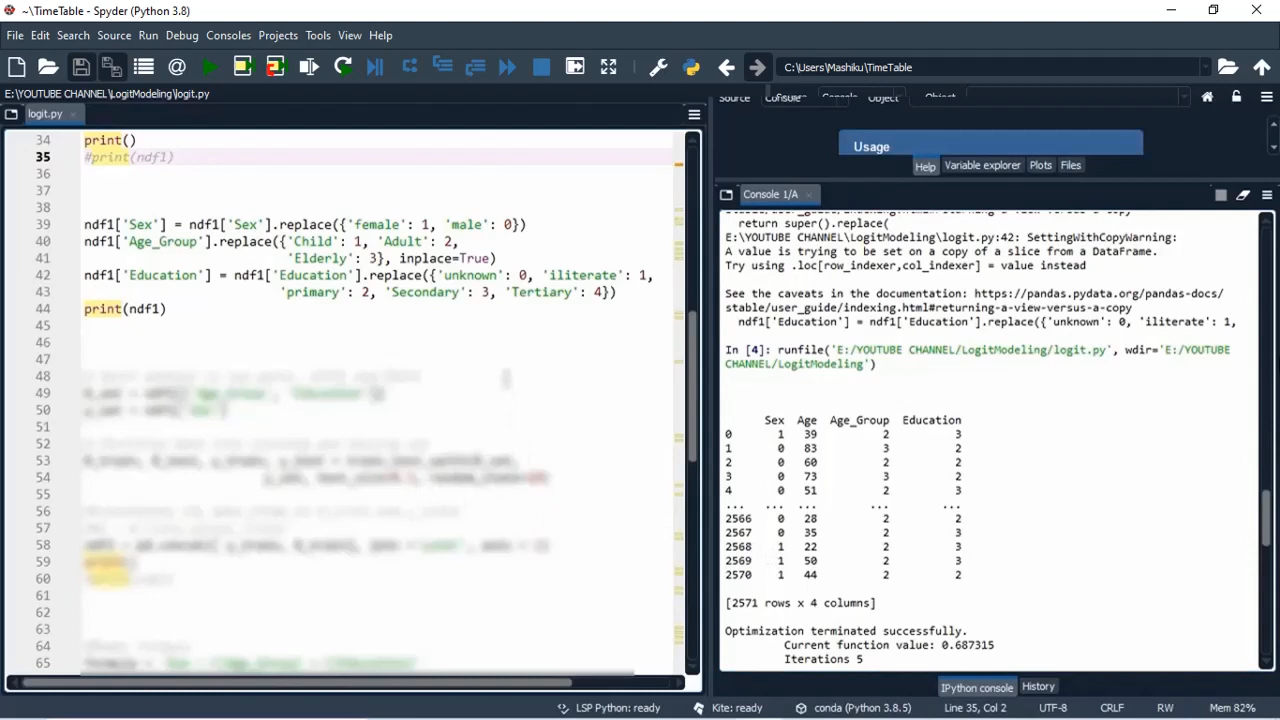 ~\TimeTable - Spyder (Python 3.8)
File Edit Search Source Run Debug Consoles Projects Tools View Help
C:\Users\Mashiku\TimeTable
E:\YOUTUBE CHANNEL\LogitModeling\logit.py
logit.py
34 print()
35 #print(ndf1)
36
37
38
39 ndf1['Sex'] = ndf1['Sex'].replace({'female': 1, 'male': 0})
40 ndf1['Age_Group'].replace({'Child': 1, 'Adult': 2,
41 'Elderly': 3}, inplace=True)
42 ndf1['Education'] = ndf1['Education'].replace({'unknown': 0, 'iliterate': 1,
43 'primary': 2, 'Secondary': 3, 'Tertiary': 4})
44 print(ndf1)
45
46
47
48
49
50
51
52
53
54
55
56
57
58
59
60
61
62
63
64
65
Source Console Object
Usage
Help Variable explorer Plots Files
Console 1/A
return super().replace(
E:\YOUTUBE CHANNEL\LogitModeling\logit.py:42: SettingWithCopyWarning:
A value is trying to be set on a copy of a slice from a DataFrame.
Try using .loc[row_indexer,col_indexer] = value instead
See the caveats in the documentation: https://pandas.pydata.org/pandas-docs/
stable/user_guide/indexing.html#returning-a-view-versus-a-copy
ndf1['Education'] = ndf1['Education'].replace({'unknown': 0, 'iliterate': 1,
In [4]: runfile('E:/YOUTUBE CHANNEL/LogitModeling/logit.py', wdir='E:/YOUTUBE
CHANNEL/LogitModeling')
Sex Age Age_Group Education
0 1 39 2 3
1 0 83 3 2
2 0 60 2 2
3 0 73 3 2
4 0 51 2 3
... ... ... ... ...
2566 0 28 2 2
2567 0 35 2 3
2568 1 22 2 3
2569 1 50 2 3
2570 1 44 2 2
[2571 rows x 4 columns]
Optimization terminated successfully.
Current function value: 0.687315
Iterations 5
IPython console History
LSP Python: ready Kite: ready conda (Python 3.8.5) Line 35, Col 2 UTF-8 CRLF RW Mem 82%